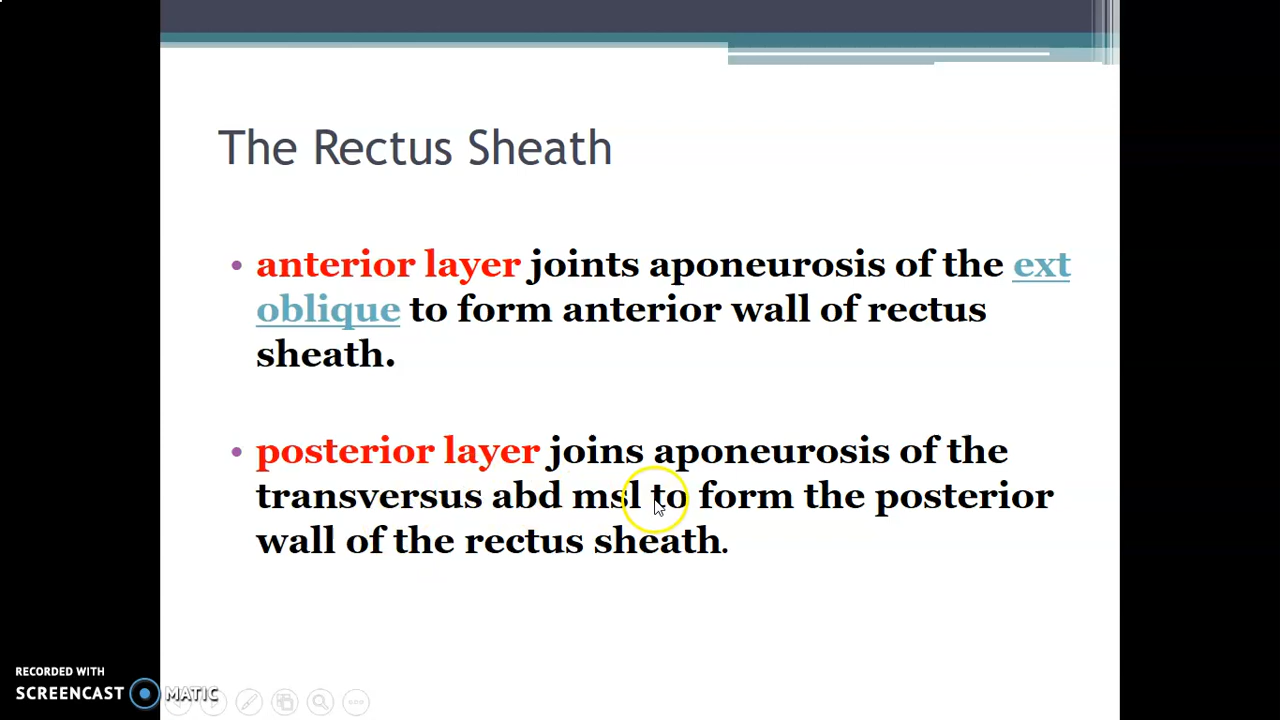 The Rectus Sheath
• anterior layer joints aponeurosis of the ext
oblique to form anterior wall of rectus
sheath.
• posterior layer joins aponeurosis of the
transversus abd msl to form the posterior
wall of the rectus sheath.
RECORDED WITH
SCREENCAST MATIC